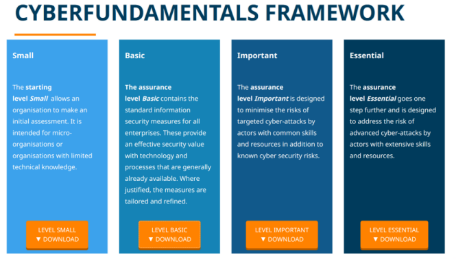 CYBERFUNDAMENTALS FRAMEWORK
Small
The starting
level Small allows an
organisation to make an
initial assessment. It is
intended for micro-
organisations or
organisations with limited
technical knowledge.
LEVEL SMALL
▼ DOWNLOAD
Basic
The assurance
level Basic contains the
standard information
security measures for all
enterprises. These provide
an effective security value
with technology and
processes that are generally
already available. Where
justified, the measures are
tailored and refined.
LEVEL BASIC
▼ DOWNLOAD
Important
The assurance
level Important is designed
to minimise the risks of
targeted cyber-attacks by
actors with common skills
and resources in addition to
known cyber security risks.
LEVEL IMPORTANT
▼ DOWNLOAD
Essential
The assurance
level Essential goes one
step further and is designed
to address the risk of
advanced cyber-attacks by
actors with extensive skills
and resources.
LEVEL ESSENTIAL
▼ DOWNLOAD